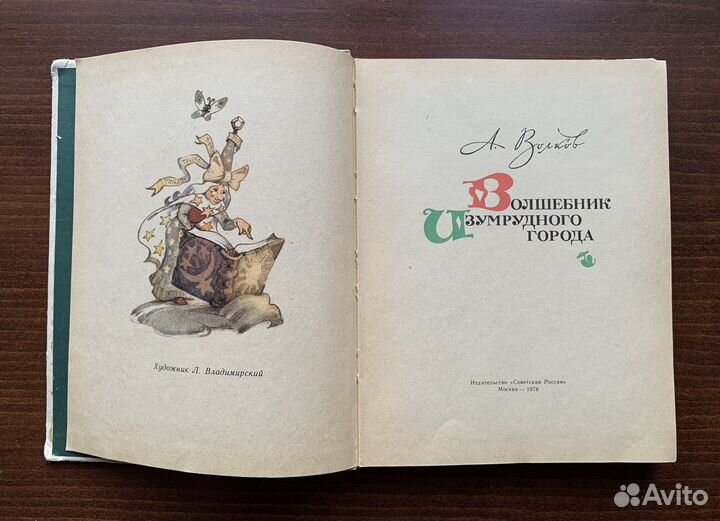 Художник Л. Владимирский
А. Волков
Волшебник
Изумрудного
города
Издательство «Советская Россия»
Москва — 1978
Avito